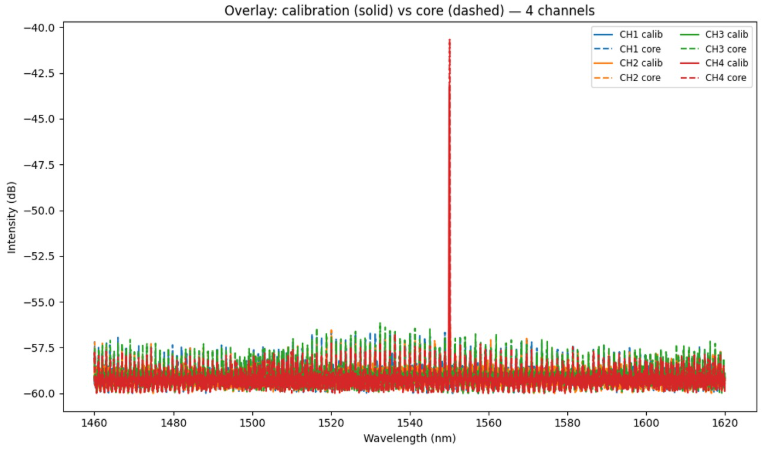 Overlay: calibration (solid) vs core (dashed) — 4 channels
−40.0
−42.5
−45.0
−47.5
−50.0
−52.5
−55.0
−57.5
−60.0
Intensity (dB)
CH1 calib
CH1 core
CH2 calib
CH2 core
CH3 calib
CH3 core
CH4 calib
CH4 core
1460 1480 1500 1520 1540 1560 1580 1600 1620
Wavelength (nm)